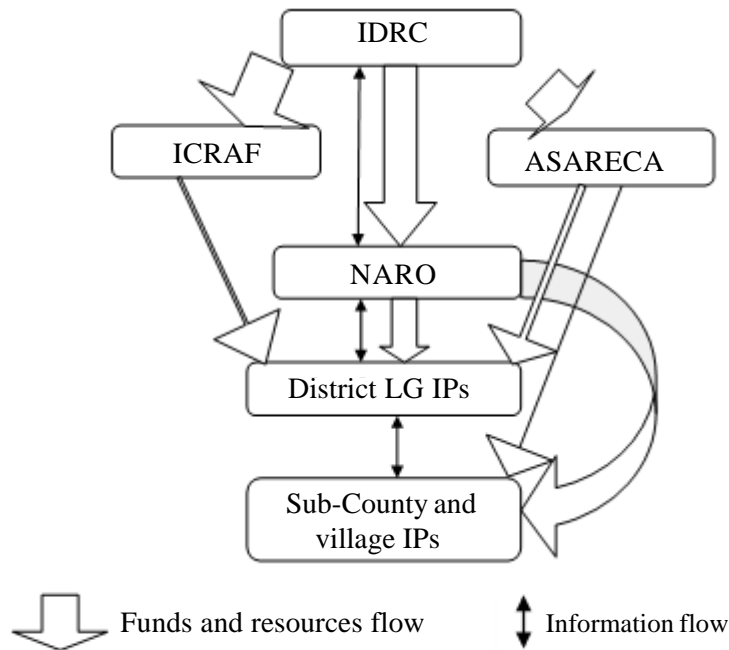 IDRC
ICRAF
ASARECA
NARO
District LG IPs
Sub-County and
village IPs
Funds and resources flow
Information flow